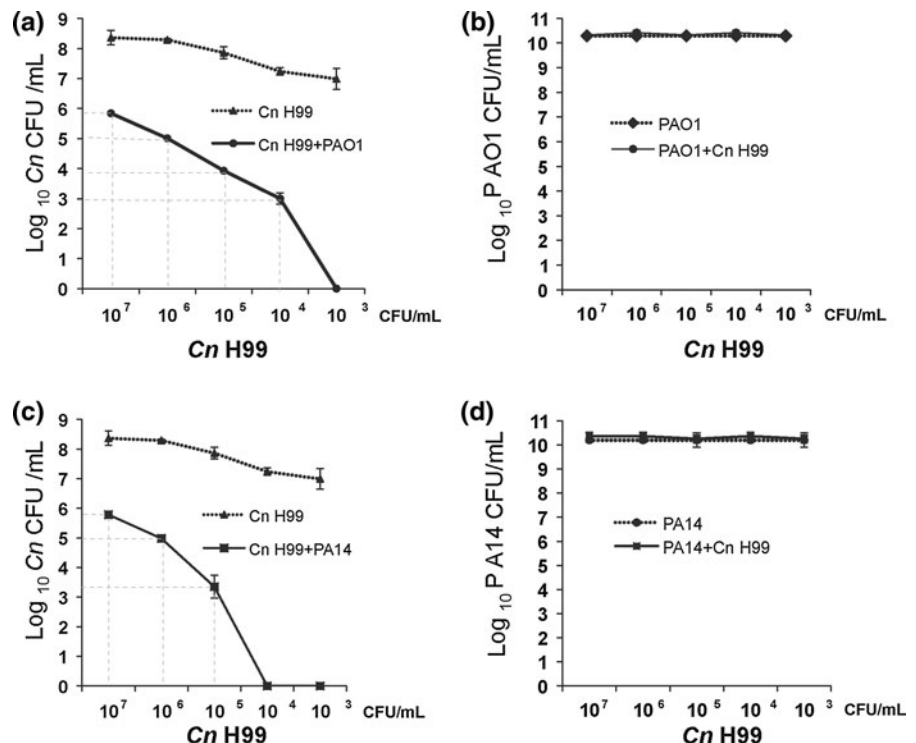 (a)
9
8
7
6
5
4
3
2
1
0
Log 10 Cn CFU /mL
Cn H99
Cn H99+PAO1
10 7 10 6 10 5 10 4 10 3 CFU/mL
Cn H99
(b)
11
10
9
8
7
6
5
4
3
2
1
0
Log 10 P AO1 CFU/mL
PAO1
PAO1+Cn H99
10 7 10 6 10 5 10 4 10 3 CFU/mL
Cn H99
(c)
9
8
7
6
5
4
3
2
1
0
Log 10 Cn CFU /mL
Cn H99
Cn H99+PA14
10 7 10 6 10 5 10 4 10 3 CFU/mL
Cn H99
(d)
11
10
9
8
7
6
5
4
3
2
1
0
Log 10 P A14 CFU/mL
PA14
PA14+Cn H99
10 7 10 6 10 5 10 4 10 3 CFU/mL
Cn H99